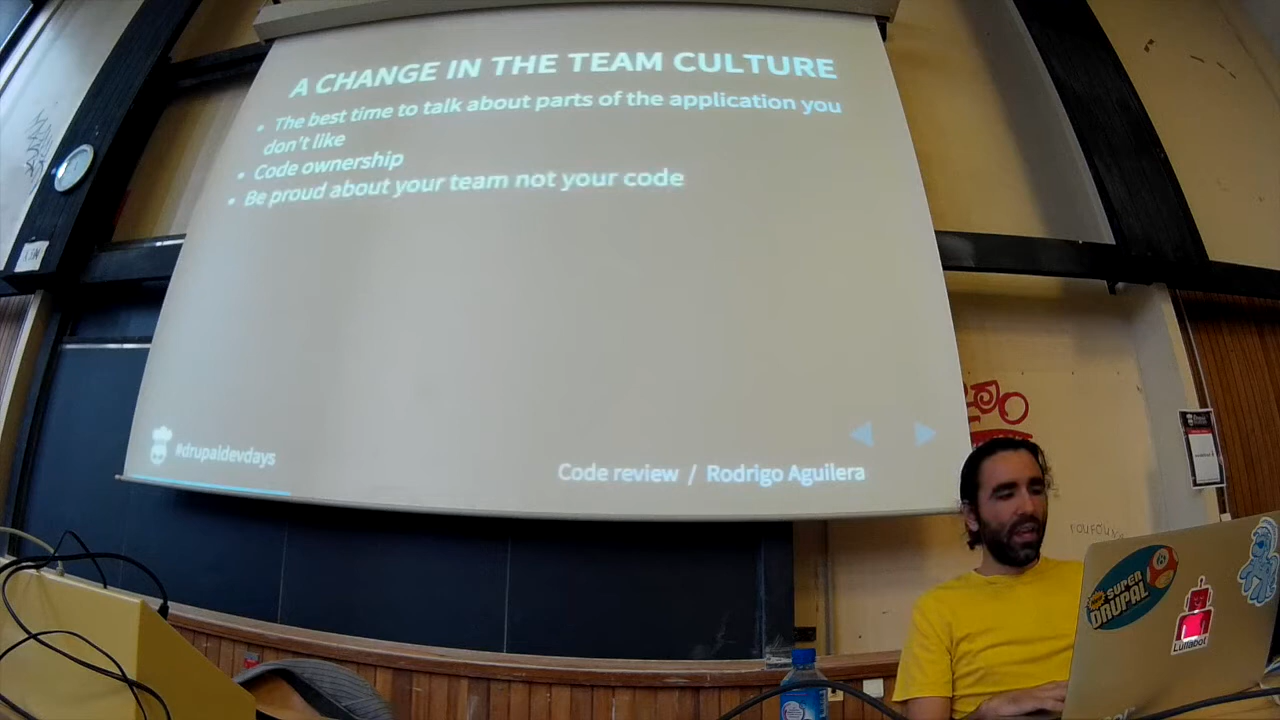 A CHANGE IN THE TEAM CULTURE
• The best time to talk about parts of the application you
don't like
• Code ownership
• Be proud about your team not your code
#drupaldevdays
Code review / Rodrigo Aguilera
SUPER
DRUPAL
Lullabot